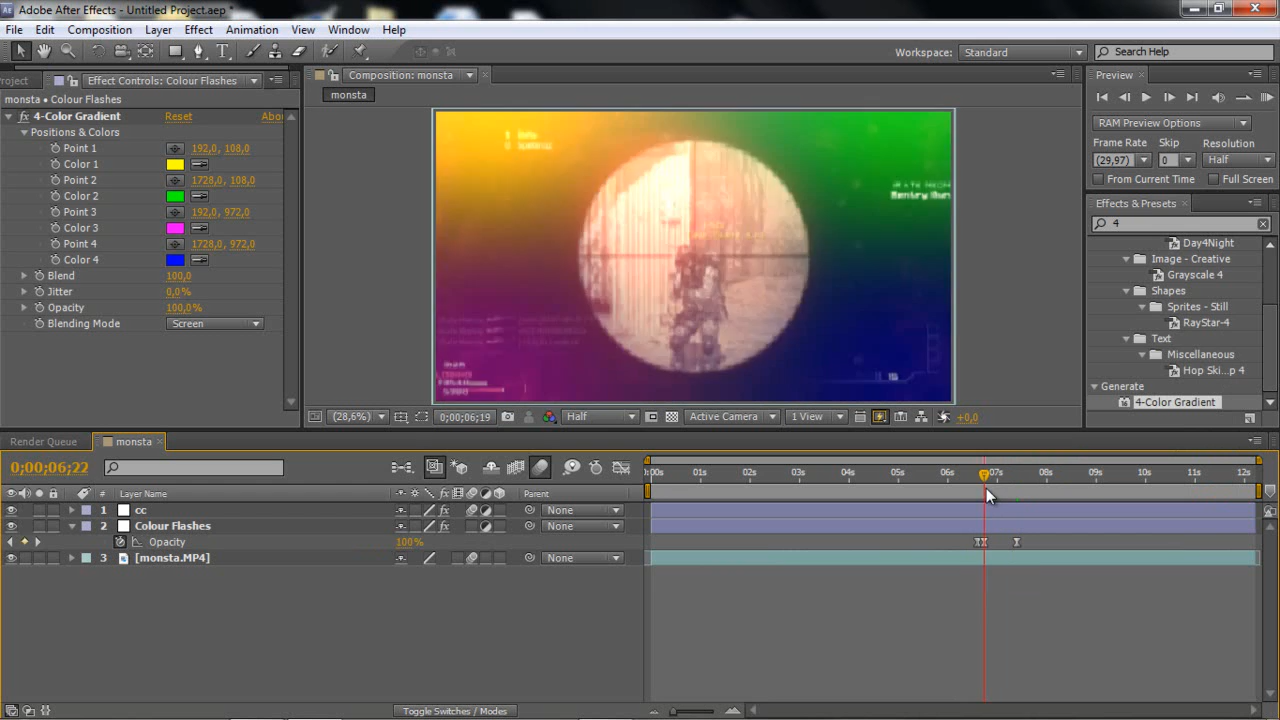 Adobe After Effects - Untitled Project.aep *
File Edit Composition Layer Effect Animation View Window Help
Workspace: Standard Search Help
roject Effect Controls: Colour Flashes
Composition: monsta
Preview
monsta • Colour Flashes
monsta
4-Color Gradient Reset Abou
Positions & Colors
Point 1 192,0, 108,0
Color 1
Point 2 1728,0, 108,0
Color 2
Point 3 192,0, 972,0
Color 3
Point 4 1728,0, 972,0
Color 4
Blend 100,0
Jitter 0,0%
Opacity 100,0%
Blending Mode Screen
Sentry Gun
15
RAM Preview Options
Frame Rate Skip Resolution
(29,97) 0 Half
From Current Time Full Screen
Effects & Presets
4
Day4Night
Image - Creative
Grayscale 4
Shapes
Sprites - Still
RayStar-4
Text
Miscellaneous
Hop Ski...p 4
Generate
4-Color Gradient
(28,6%) 0;00;06;19 Half Active Camera 1 View +0,0
Render Queue monsta
0;00;06;22
:00s 01s 02s 03s 04s 05s 06s 07s 08s 09s 10s 11s 12s
# Layer Name Parent
1 cc fx None
2 Colour Flashes fx None
Opacity 100%
3 [monsta.MP4] None
Toggle Switches / Modes